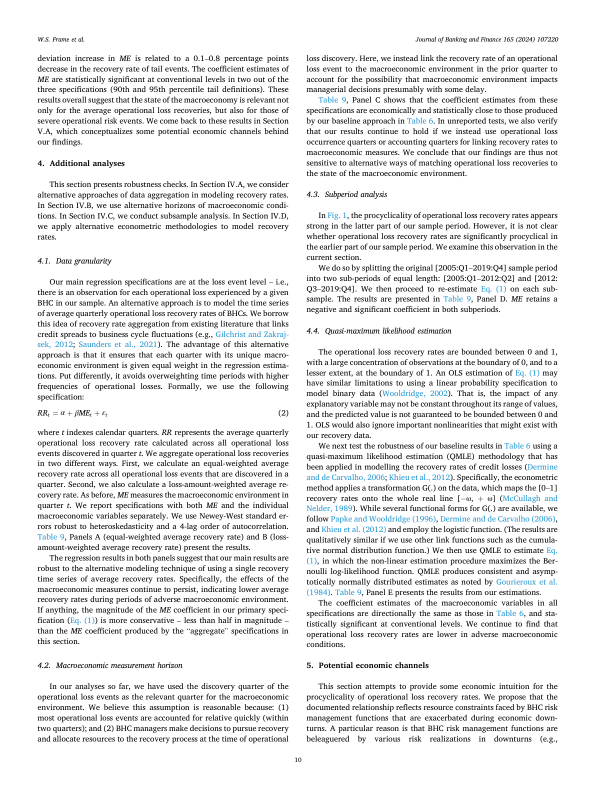 W.S. Frame et al.
Journal of Banking and Finance 165 (2024) 107220
deviation increase in ME is related to a 0.1–0.8 percentage points
decrease in the recovery rate of tail events. The coefficient estimates of
ME are statistically significant at conventional levels in two out of the
three specifications (90th and 95th percentile tail definitions). These
results overall suggest that the state of the macroeconomy is relevant not
only for the average operational loss recoveries, but also for those of
severe operational risk events. We come back to these results in Section
V.A, which conceptualizes some potential economic channels behind
our findings.
4. Additional analyses
This section presents robustness checks. In Section IV.A, we consider
alternative approaches of data aggregation in modeling recovery rates.
In Section IV.B, we use alternative horizons of macroeconomic condi-
tions. In Section IV.C, we conduct subsample analysis. In Section IV.D,
we apply alternative econometric methodologies to model recovery
rates.
4.1. Data granularity
Our main regression specifications are at the loss event level – i.e.,
there is an observation for each operational loss experienced by a given
BHC in our sample. An alternative approach is to model the time series
of average quarterly operational loss recovery rates of BHCs. We borrow
this idea of recovery rate aggregation from existing literature that links
credit spreads to business cycle fluctuations (e.g., Gilchrist and Zakraj-
sek, 2012; Saunders et al., 2021). The advantage of this alternative
approach is that it ensures that each quarter with its unique macro-
economic environment is given equal weight in the regression estima-
tions. Put differently, it avoids overweighting time periods with higher
frequencies of operational losses. Formally, we use the following
specification:
RRt = α + βMEt + εt (2)
where t indexes calendar quarters. RR represents the average quarterly
operational loss recovery rate calculated across all operational loss
events discovered in quarter t. We aggregate operational loss recoveries
in two different ways. First, we calculate an equal-weighted average
recovery rate across all operational loss events that are discovered in a
quarter. Second, we also calculate a loss-amount-weighted average re-
covery rate. As before, ME measures the macroeconomic environment in
quarter t. We report specifications with both ME and the individual
macroeconomic variables separately. We use Newey-West standard er-
rors robust to heteroskedasticity and a 4-lag order of autocorrelation.
Table 9, Panels A (equal-weighted average recovery rate) and B (loss-
amount-weighted average recovery rate) present the results.
The regression results in both panels suggest that our main results are
robust to the alternative modeling technique of using a single recovery
time series of average recovery rates. Specifically, the effects of the
macroeconomic measures continue to persist, indicating lower average
recovery rates during periods of adverse macroeconomic environment.
If anything, the magnitude of the ME coefficient in our primary speci-
fication (Eq. (1)) is more conservative – less than half in magnitude –
than the ME coefficient produced by the “aggregate” specifications in
this section.
4.2. Macroeconomic measurement horizon
In our analyses so far, we have used the discovery quarter of the
operational loss events as the relevant quarter for the macroeconomic
environment. We believe this assumption is reasonable because: (1)
most operational loss events are accounted for relative quickly (within
two quarters); and (2) BHC managers make decisions to pursue recovery
and allocate resources to the recovery process at the time of operational
loss discovery. Here, we instead link the recovery rate of an operational
loss event to the macroeconomic environment in the prior quarter to
account for the possibility that macroeconomic environment impacts
managerial decisions presumably with some delay.
Table 9, Panel C shows that the coefficient estimates from these
specifications are economically and statistically close to those produced
by our baseline approach in Table 6. In unreported tests, we also verify
that our results continue to hold if we instead use operational loss
occurrence quarters or accounting quarters for linking recovery rates to
macroeconomic measures. We conclude that our findings are thus not
sensitive to alternative ways of matching operational loss recoveries to
the state of the macroeconomic environment.
4.3. Subperiod analysis
In Fig. 1, the procyclicality of operational loss recovery rates appears
strong in the latter part of our sample period. However, it is not clear
whether operational loss recovery rates are significantly procyclical in
the earlier part of our sample period. We examine this observation in the
current section.
We do so by splitting the original [2005:Q1–2019:Q4] sample period
into two sub-periods of equal length: [2005:Q1–2012:Q2] and [2012:
Q3–2019:Q4]. We then proceed to re-estimate Eq. (1) on each sub-
sample. The results are presented in Table 9, Panel D. ME retains a
negative and significant coefficient in both subperiods.
4.4. Quasi-maximum likelihood estimation
The operational loss recovery rates are bounded between 0 and 1,
with a large concentration of observations at the boundary of 0, and to a
lesser extent, at the boundary of 1. An OLS estimation of Eq. (1) may
have similar limitations to using a linear probability specification to
model binary data (Wooldridge, 2002). That is, the impact of any
explanatory variable may not be constant throughout its range of values,
and the predicted value is not guaranteed to be bounded between 0 and
1. OLS would also ignore important nonlinearities that might exist with
our recovery data.
We next test the robustness of our baseline results in Table 6 using a
quasi-maximum likelihood estimation (QMLE) methodology that has
been applied in modelling the recovery rates of credit losses (Dermine
and de Carvalho, 2006; Khieu et al., 2012). Specifically, the econometric
method applies a transformation G(.) on the data, which maps the [0–1]
recovery rates onto the whole real line [−ω, + ω] (McCullagh and
Nelder, 1989). While several functional forms for G(.) are available, we
follow Papke and Wooldridge (1996), Dermine and de Carvalho (2006),
and Khieu et al. (2012) and employ the logistic function. (The results are
qualitatively similar if we use other link functions such as the cumula-
tive normal distribution function.) We then use QMLE to estimate Eq.
(1), in which the non-linear estimation procedure maximizes the Ber-
noulli log-likelihood function. QMLE produces consistent and asymp-
totically normally distributed estimates as noted by Gourieroux et al.
(1984). Table 9, Panel E presents the results from our estimations.
The coefficient estimates of the macroeconomic variables in all
specifications are directionally the same as those in Table 6, and sta-
tistically significant at conventional levels. We continue to find that
operational loss recovery rates are lower in adverse macroeconomic
conditions.
5. Potential economic channels
This section attempts to provide some economic intuition for the
procyclicality of operational loss recovery rates. We propose that the
documented relationship reflects resource constraints faced by BHC risk
management functions that are exacerbated during economic down-
turns. A particular reason is that BHC risk management functions are
beleaguered by various risk realizations in downturns (e.g.,
10